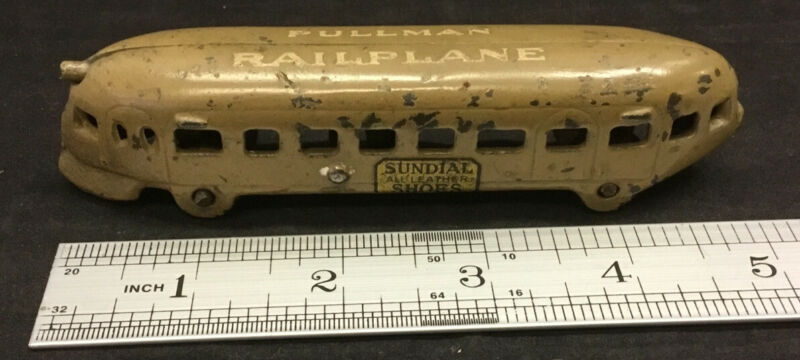 PULLMAN
RAILPLANE
SUNDIAL
ALL LEATHER
SHOES
20 50 10
INCH 1 2 3 4 5
32 64 16